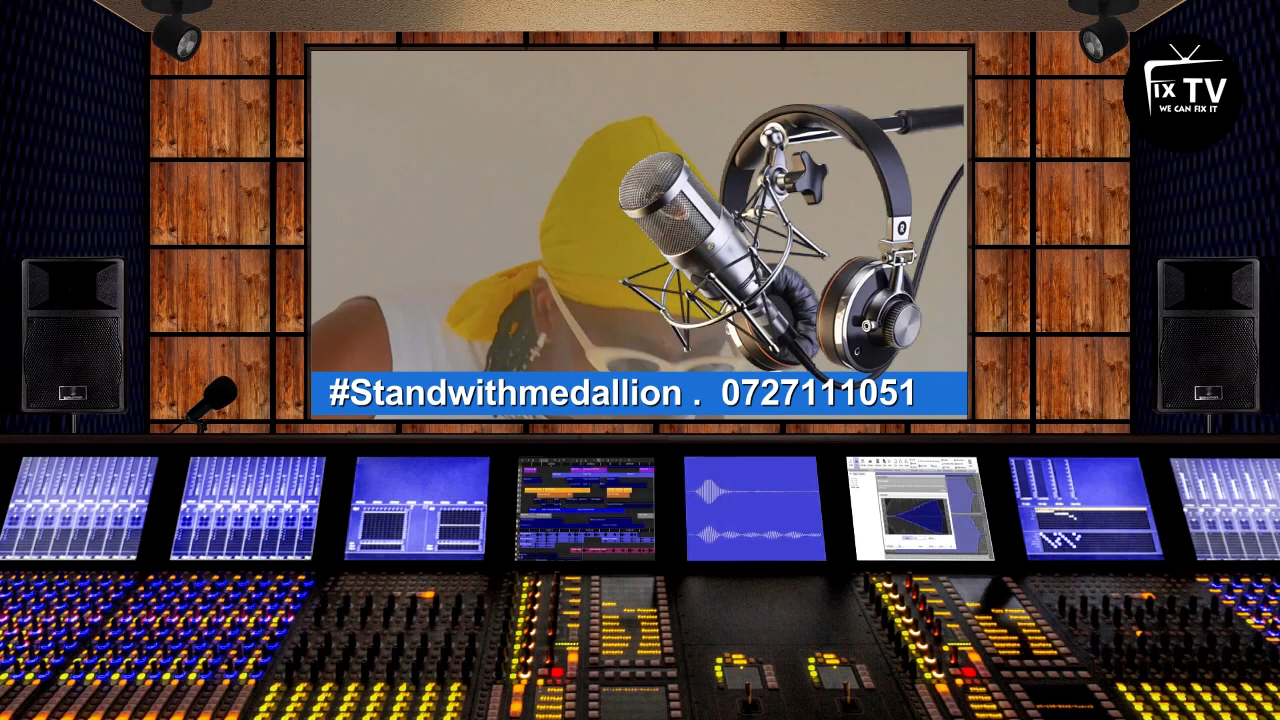 FIX TV
WE CAN FIX IT
#Standwithmedallion . 0727111051